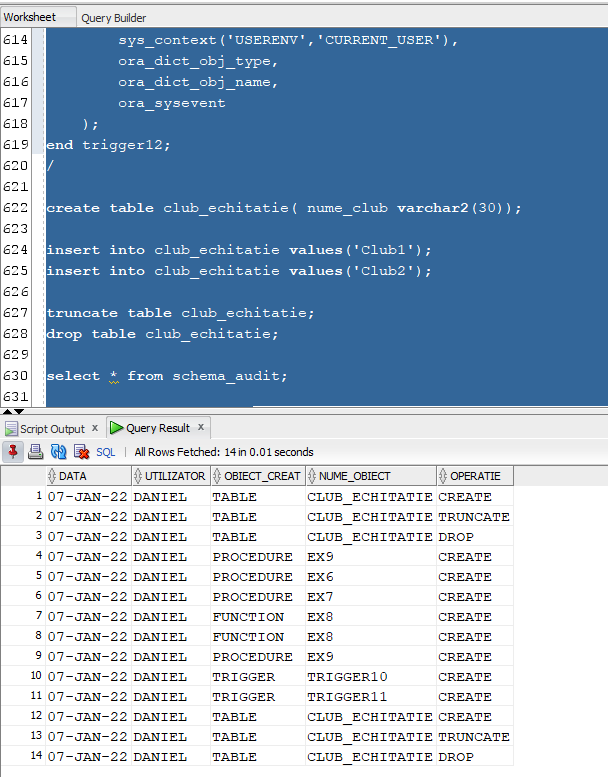 Worksheet Query Builder
614 sys_context('USERENV','CURRENT_USER'),
615 ora_dict_obj_type,
616 ora_dict_obj_name,
617 ora_sysevent
618 );
619 end trigger12;
620 /
621
622 create table club_echitatie( nume_club varchar2(30));
623
624 insert into club_echitatie values('Club1');
625 insert into club_echitatie values('Club2');
626
627 truncate table club_echitatie;
628 drop table club_echitatie;
629
630 select * from schema_audit;
631
Script Output x Query Result x
SQL | All Rows Fetched: 14 in 0.01 seconds
DATA UTILIZATOR OBIECT_CREAT NUME_OBIECT OPERATIE
1 07-JAN-22 DANIEL TABLE CLUB_ECHITATIE CREATE
2 07-JAN-22 DANIEL TABLE CLUB_ECHITATIE TRUNCATE
3 07-JAN-22 DANIEL TABLE CLUB_ECHITATIE DROP
4 07-JAN-22 DANIEL PROCEDURE EX9 CREATE
5 07-JAN-22 DANIEL PROCEDURE EX6 CREATE
6 07-JAN-22 DANIEL PROCEDURE EX7 CREATE
7 07-JAN-22 DANIEL FUNCTION EX8 CREATE
8 07-JAN-22 DANIEL FUNCTION EX8 CREATE
9 07-JAN-22 DANIEL PROCEDURE EX9 CREATE
10 07-JAN-22 DANIEL TRIGGER TRIGGER10 CREATE
11 07-JAN-22 DANIEL TRIGGER TRIGGER11 CREATE
12 07-JAN-22 DANIEL TABLE CLUB_ECHITATIE CREATE
13 07-JAN-22 DANIEL TABLE CLUB_ECHITATIE TRUNCATE
14 07-JAN-22 DANIEL TABLE CLUB_ECHITATIE DROP